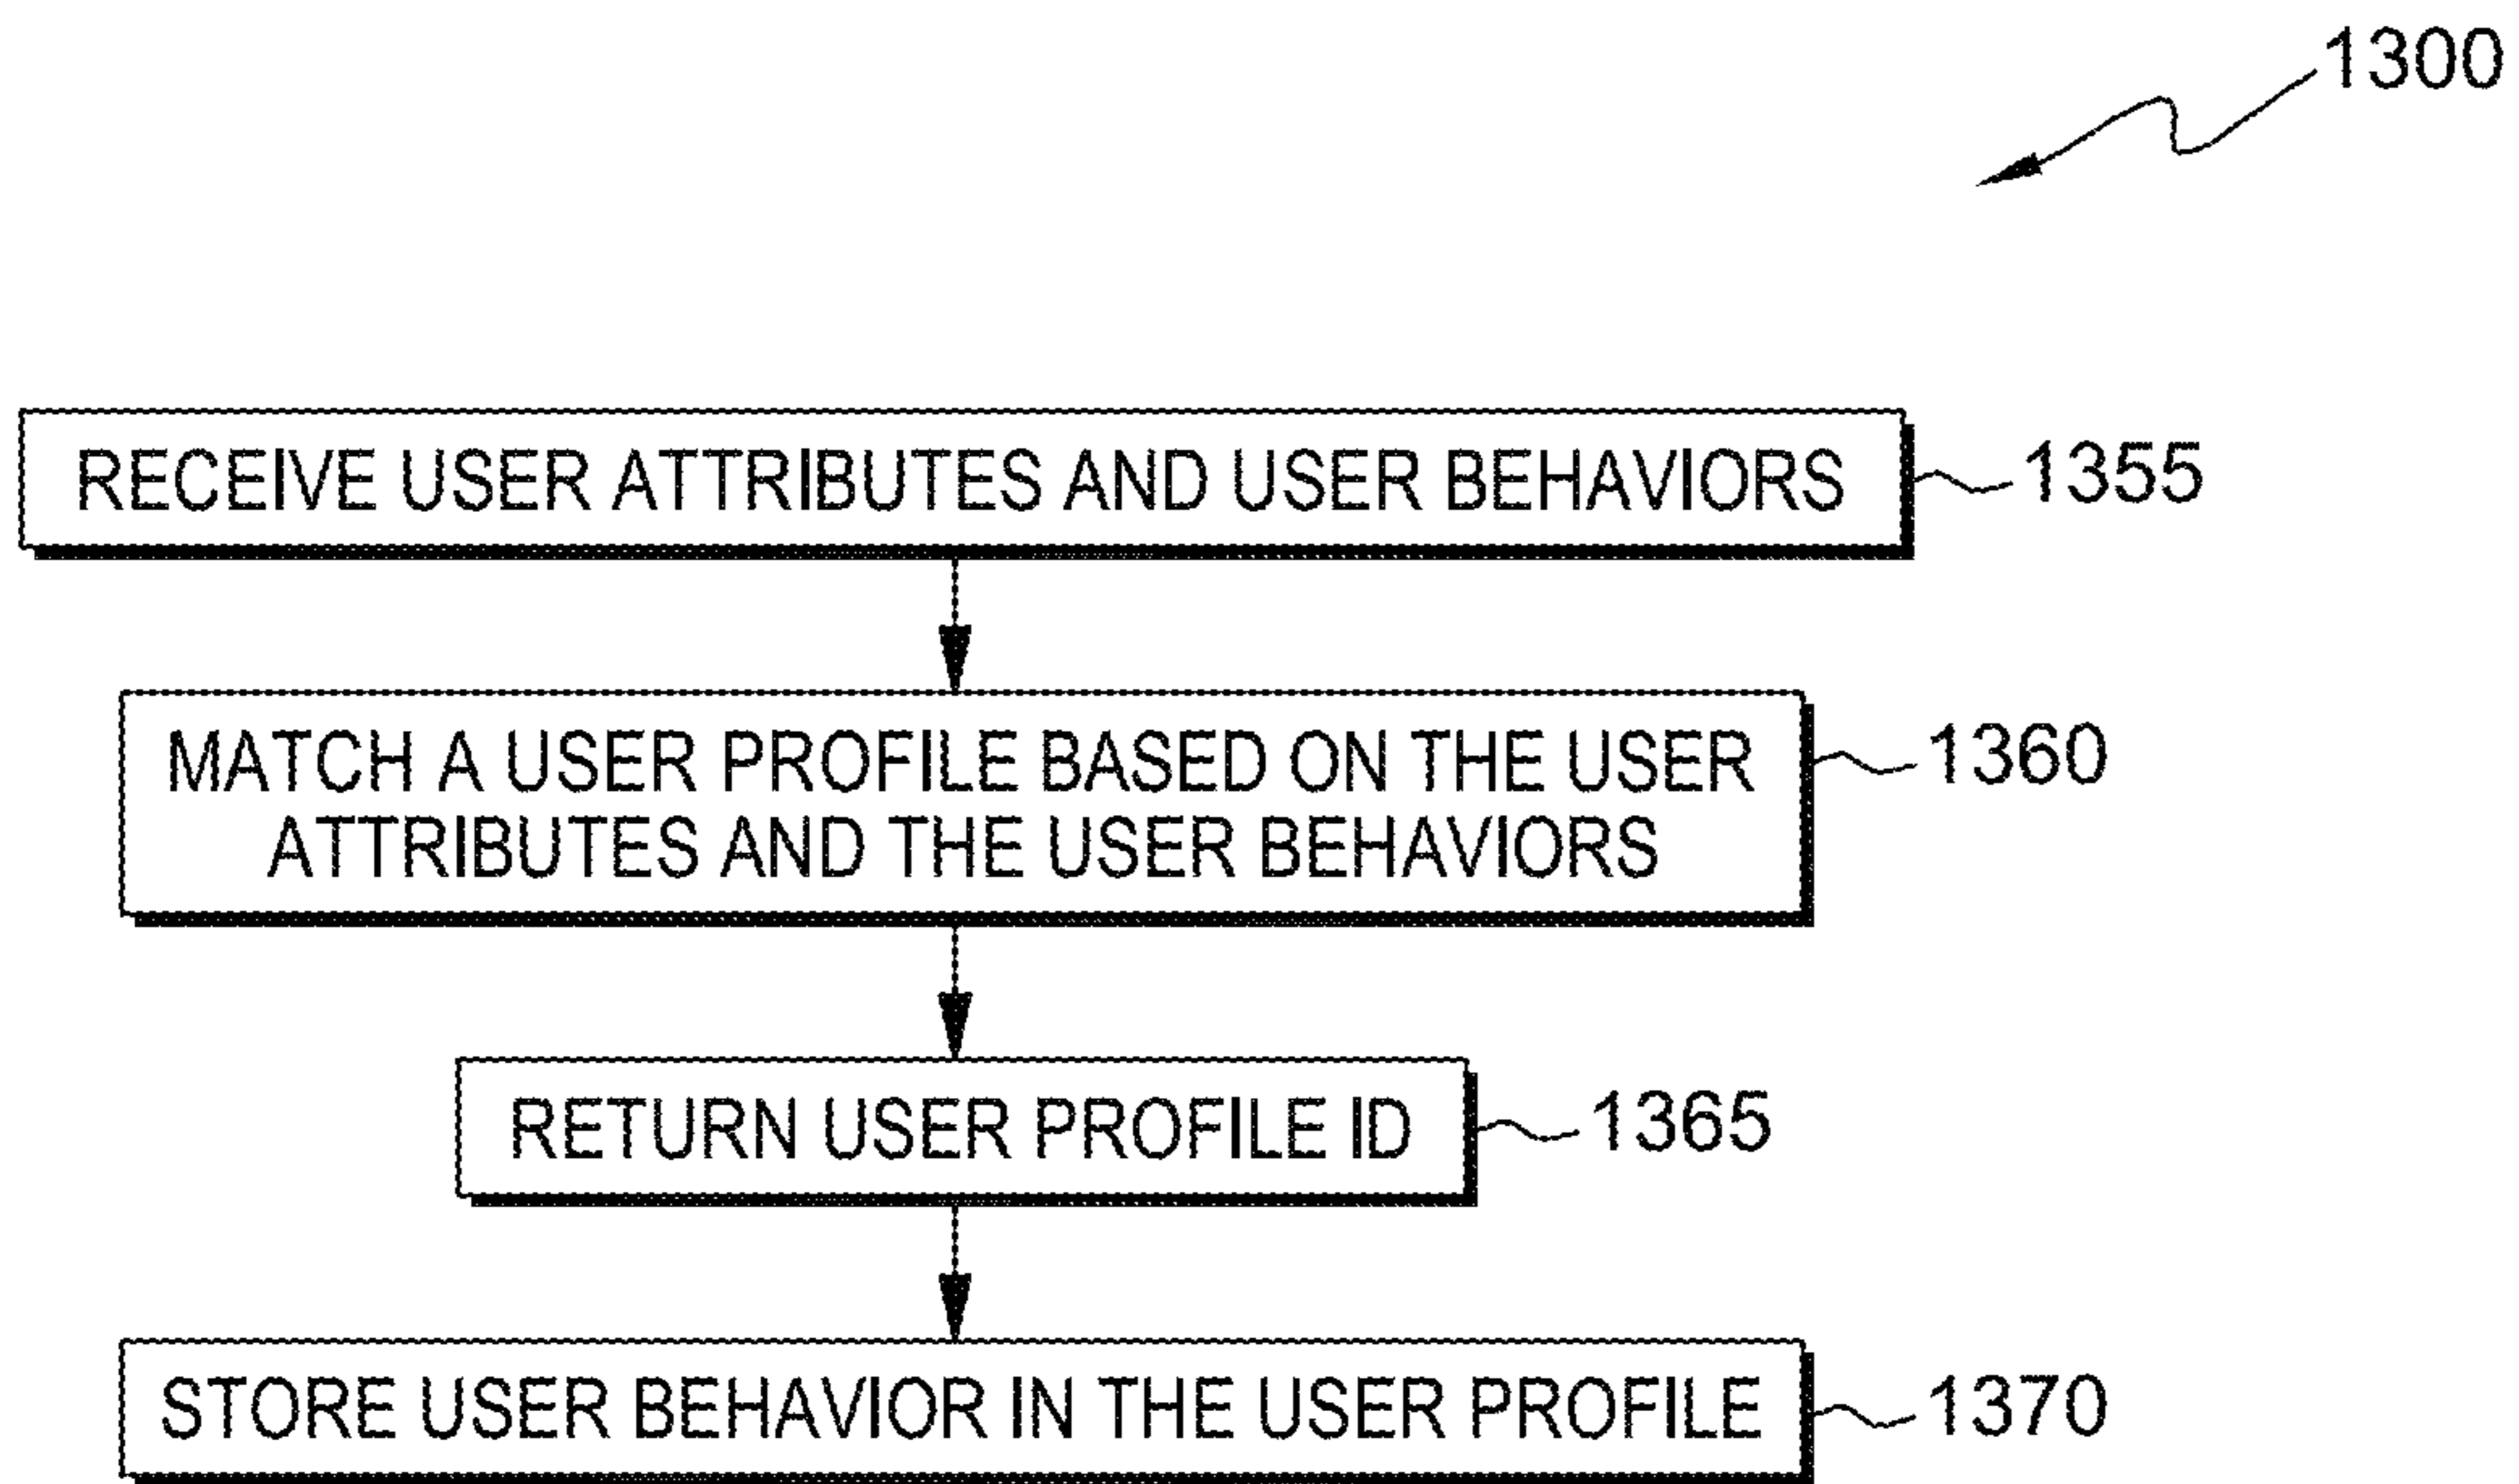 1300
RECEIVE USER ATTRIBUTES AND USER BEHAVIORS
1355
MATCH A USER PROFILE BASED ON THE USER
ATTRIBUTES AND THE USER BEHAVIORS
1360
RETURN USER PROFILE ID
1365
STORE USER BEHAVIOR IN THE USER PROFILE
1370